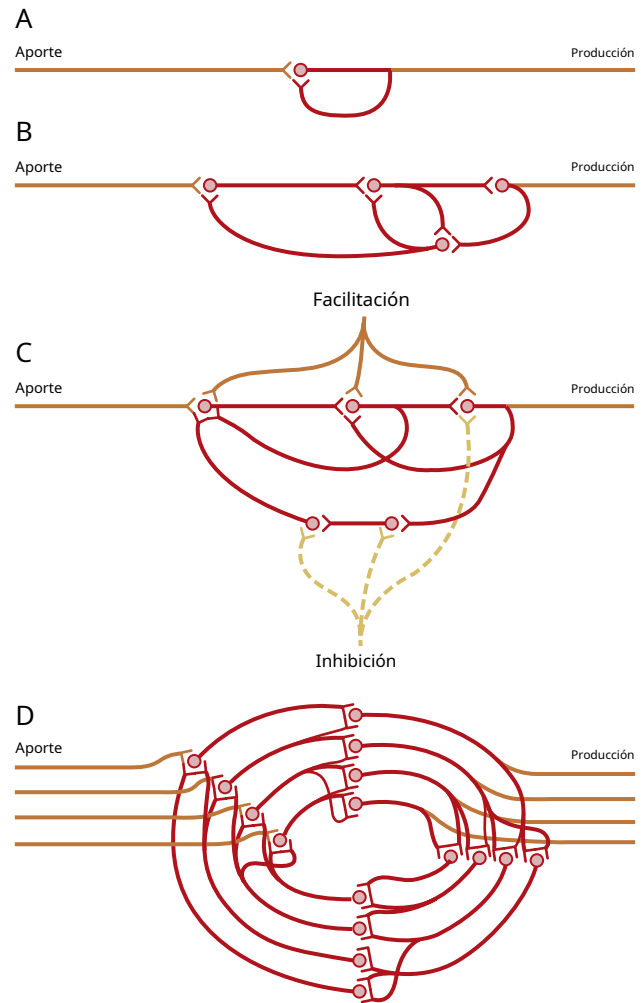 A
Aporte
Producción
B
Aporte
Producción
Facilitación
C
Aporte
Producción
Inhibición
D
Aporte
Producción